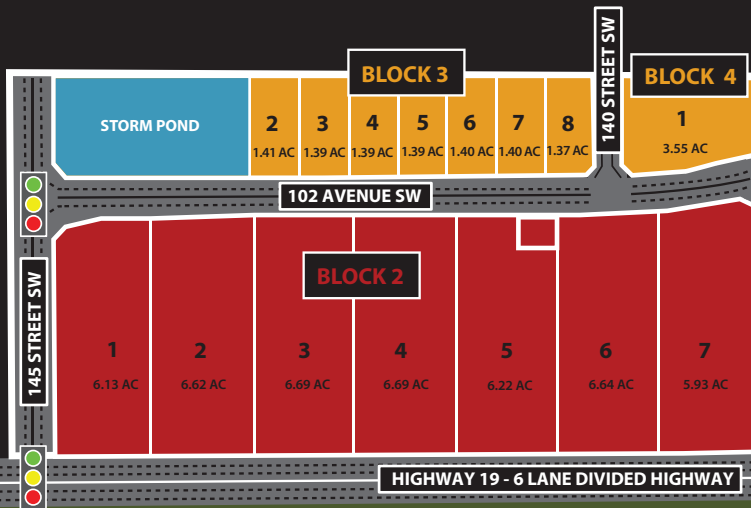 140 STREET SW
BLOCK 3
BLOCK 4
STORM POND
2
1.41 AC
3
1.39 AC
4
1.39 AC
5
1.39 AC
6
1.40 AC
7
1.40 AC
8
1.37 AC
1
3.55 AC
102 AVENUE SW
145 STREET SW
BLOCK 2
1
6.13 AC
2
6.62 AC
3
6.69 AC
4
6.69 AC
5
6.22 AC
6
6.64 AC
7
5.93 AC
HIGHWAY 19 - 6 LANE DIVIDED HIGHWAY